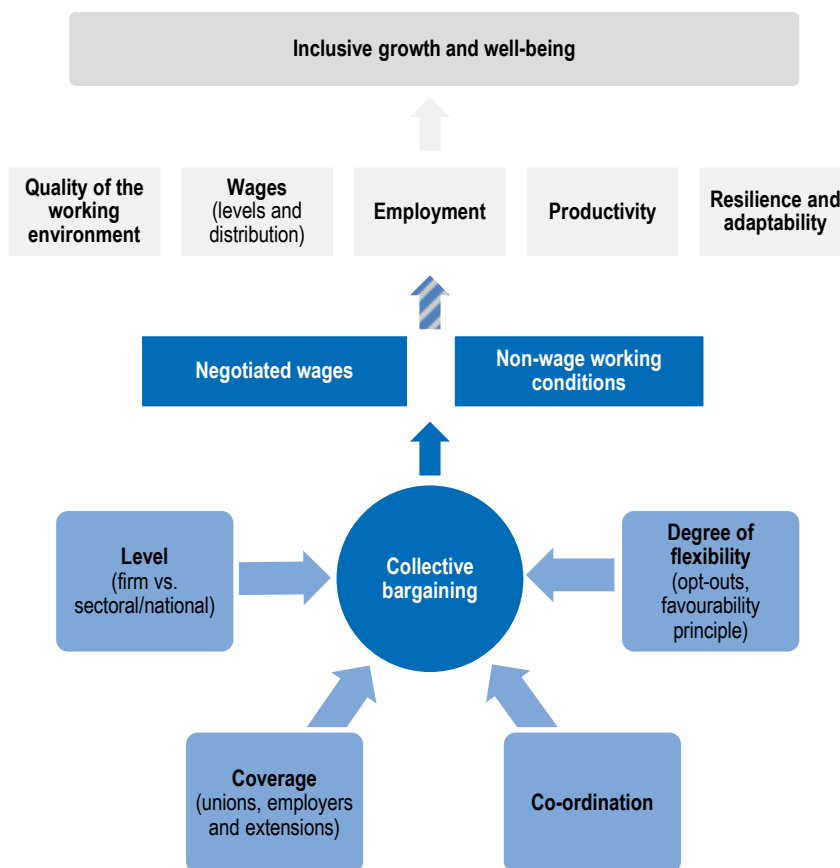 Inclusive growth and well-being
Quality of the
working
environment
Wages
(levels and
distribution)
Employment
Productivity
Resilience and
adaptability
Negotiated wages
Non-wage working
conditions
Level
(firm vs.
sectoral/national)
Collective
bargaining
Degree of
flexibility
(opt-outs,
favourability
principle)
Coverage
(unions, employers
and extensions)
Co-ordination